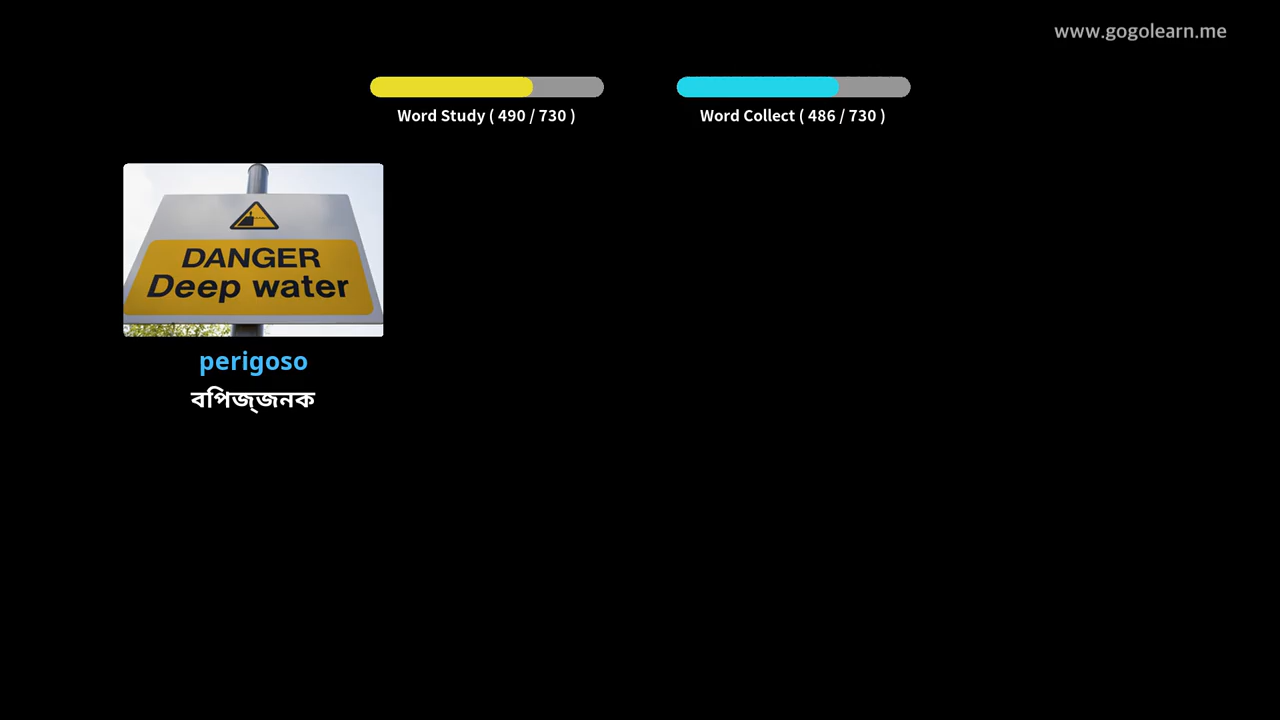 www.gogolearn.me
Word Study ( 490 / 730 )
Word Collect ( 486 / 730 )
DANGER
Deep water
perigoso
বপিজ্জনক